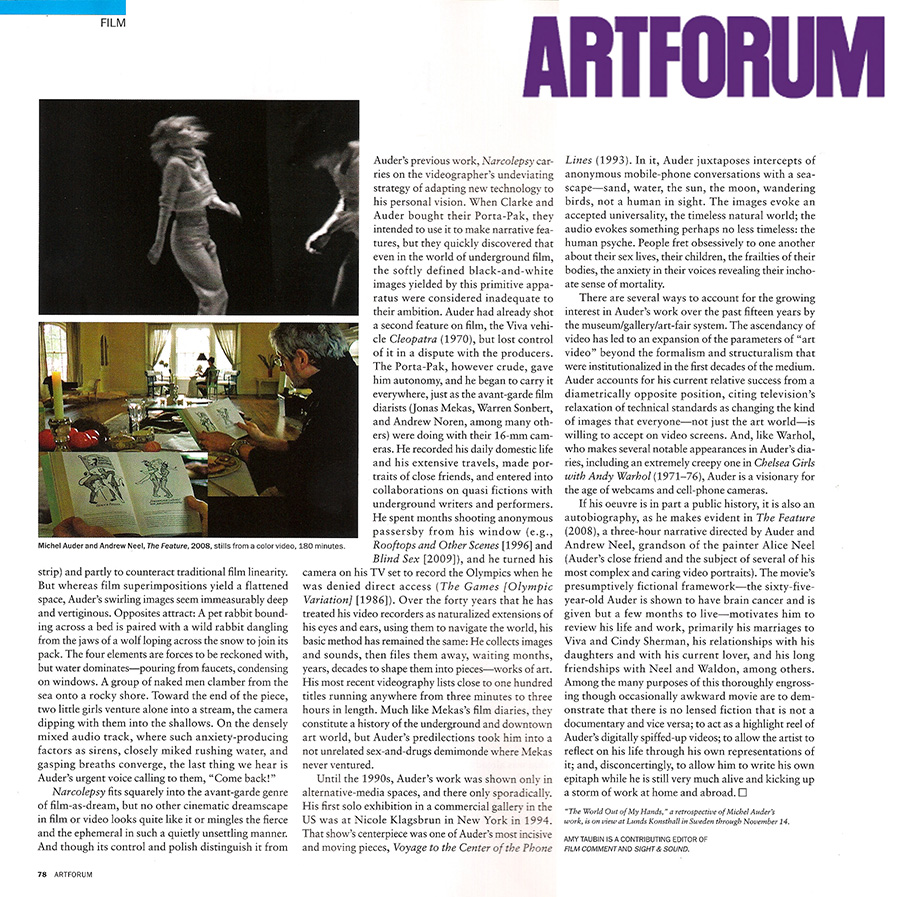 FILM
ARTFORUM
Michel Auder and Andrew Neel, The Feature, 2008, stills from a color video, 180 minutes.
strip) and partly to counteract traditional film linearity.
But whereas film superimpositions yield a flattened
space, Auder's swirling images seem immeasurably deep
and vertiginous. Opposites attract: A pet rabbit bound-
ing across a bed is paired with a wild rabbit dangling
from the jaws of a wolf loping across the snow to join its
pack. The four elements are forces to be reckoned with,
but water dominates—pouring from faucets, condensing
on windows. A group of naked men clamber from the
sea onto a rocky shore. Toward the end of the piece,
two little girls venture alone into a stream, the camera
dipping with them into the shallows. On the densely
mixed audio track, where such anxiety-producing
factors as sirens, closely miked rushing water, and
gasping breaths converge, the last thing we hear is
Auder's urgent voice calling to them, "Come back!"
Narcolepsy fits squarely into the avant-garde genre
of film-as-dream, but no other cinematic dreamscape
in film or video looks quite like it or mingles the fierce
and the ephemeral in such a quietly unsettling manner.
And though its control and polish distinguish it from
Auder's previous work, Narcolepsy car-
ries on the videographer's undeviating
strategy of adapting new technology to
his personal vision. When Clarke and
Auder bought their Porta-Pak, they
intended to use it to make narrative fea-
tures, but they quickly discovered that
even in the world of underground film,
the softly defined black-and-white
images yielded by this primitive appa-
ratus were considered inadequate to
their ambition. Auder had already shot
a second feature on film, the Viva vehi-
cle Cleopatra (1970), but lost control
of it in a dispute with the producers.
The Porta-Pak, however crude, gave
him autonomy, and he began to carry it
everywhere, just as the avant-garde film
diarists (Jonas Mekas, Warren Sonbert,
and Andrew Noren, among many oth-
ers) were doing with their 16-mm cam-
eras. He recorded his daily domestic life
and his extensive travels, made por-
traits of close friends, and entered into
collaborations on quasi fictions with
underground writers and performers.
He spent months shooting anonymous
passersby from his window (e.g.,
Rooftops and Other Scenes [1996] and
Blind Sex [2009]), and he turned his
camera on his TV set to record the Olympics when he
was denied direct access (The Games [Olympic
Variation] [1986]). Over the forty years that he has
treated his video recorders as naturalized extensions of
his eyes and ears, using them to navigate the world, his
basic method has remained the same: He collects images
and sounds, then files them away, waiting months,
years, decades to shape them into pieces—works of art.
His most recent videography lists close to one hundred
titles running anywhere from three minutes to three
hours in length. Much like Mekas's film diaries, they
constitute a history of the underground and downtown
art world, but Auder's predilections took him into a
not unrelated sex-and-drugs demimonde where Mekas
never ventured.
Until the 1990s, Auder's work was shown only in
alternative-media spaces, and there only sporadically.
His first solo exhibition in a commercial gallery in the
US was at Nicole Klagsbrun in New York in 1994.
That show's centerpiece was one of Auder's most incisive
and moving pieces, Voyage to the Center of the Phone
Lines (1993). In it, Auder juxtaposes intercepts of
anonymous mobile-phone conversations with a sea-
scape—sand, water, the sun, the moon, wandering
birds, not a human in sight. The images evoke an
accepted universality, the timeless natural world; the
audio evokes something perhaps no less timeless: the
human psyche. People fret obsessively to one another
about their sex lives, their children, the frailties of their
bodies, the anxiety in their voices revealing their incho-
ate sense of mortality.
There are several ways to account for the growing
interest in Auder's work over the past fifteen years by
the museum/gallery/art-fair system. The ascendancy of
video has led to an expansion of the parameters of "art
video" beyond the formalism and structuralism that
were institutionalized in the first decades of the medium.
Auder accounts for his current relative success from a
diametrically opposite position, citing television's
relaxation of technical standards as changing the kind
of images that everyone—not just the art world—is
willing to accept on video screens. And, like Warhol,
who makes several notable appearances in Auder's dia-
ries, including an extremely creepy one in Chelsea Girls
with Andy Warhol (1971–76), Auder is a visionary for
the age of webcams and cell-phone cameras.
If his oeuvre is in part a public history, it is also an
autobiography, as he makes evident in The Feature
(2008), a three-hour narrative directed by Auder and
Andrew Neel, grandson of the painter Alice Neel
(Auder's close friend and the subject of several of his
most complex and caring video portraits). The movie's
presumptively fictional framework—the sixty-five-
year-old Auder is shown to have brain cancer and is
given but a few months to live—motivates him to
review his life and work, primarily his marriages to
Viva and Cindy Sherman, his relationships with his
daughters and with his current lover, and his long
friendships with Neel and Waldon, among others.
Among the many purposes of this thoroughly engross-
ing though occasionally awkward movie are to dem-
onstrate that there is no lensed fiction that is not a
documentary and vice versa; to act as a highlight reel of
Auder's digitally spiffed-up videos; to allow the artist to
reflect on his life through his own representations of
it; and, disconcertingly, to allow him to write his own
epitaph while he is still very much alive and kicking up
a storm of work at home and abroad. □
"The World Out of My Hands," a retrospective of Michel Auder's
work, is on view at Lunds Konsthall in Sweden through November 14.
AMY TAUBIN IS A CONTRIBUTING EDITOR OF
FILM COMMENT AND SIGHT & SOUND.
78 ARTFORUM